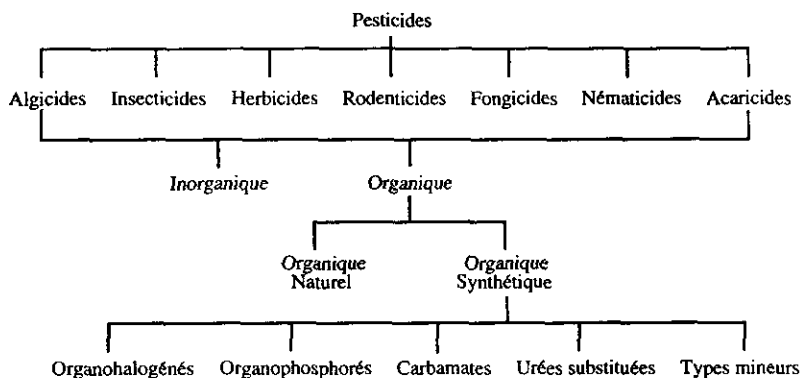 Pesticides
Algicides Insecticides Herbicides Rodenticides Fongicides Nématicides Acaricides
Inorganique Organique
Organique Organique
Naturel Synthétique
Organohalogénés Organophosphorés Carbamates Urées substituées Types mineurs